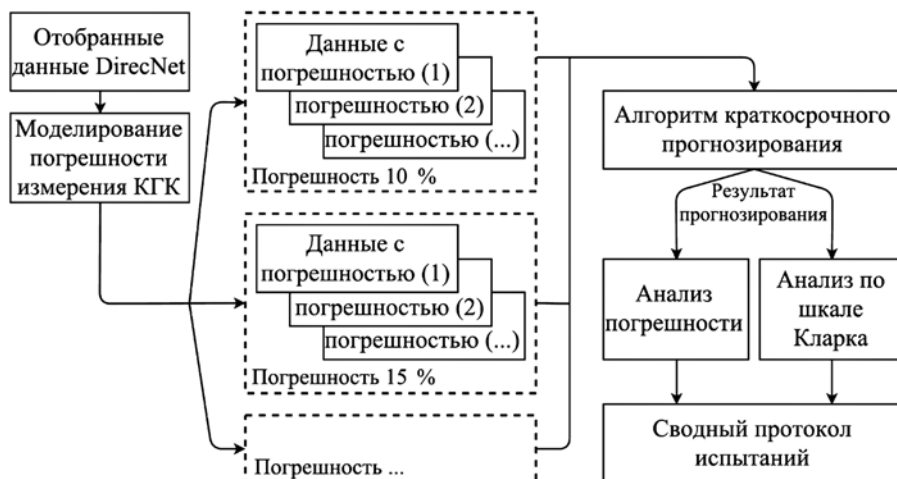 Отобранные
данные DirecNet
Моделирование
погрешности
измерения КГК
Данные с
погрешностью (1)
погрешностью (2)
погрешностью (...)
Погрешность 10 %
Данные с
погрешностью (1)
погрешностью (2)
погрешностью (...)
Погрешность 15 %
Погрешность ...
Алгоритм краткосрочного
прогнозирования
Результат
прогнозирования
Анализ
погрешности
Анализ по
шкале
Кларка
Сводный протокол
испытаний